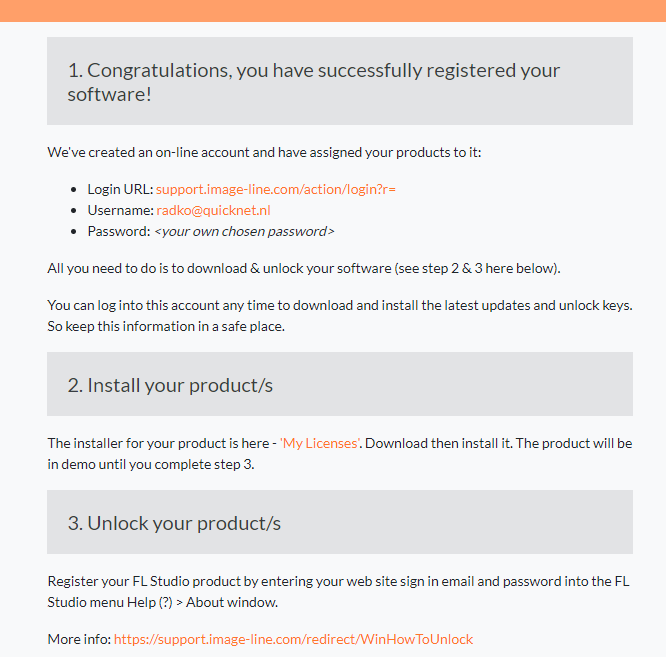 1. Congratulations, you have successfully registered your
software!
We've created an on-line account and have assigned your products to it:
• Login URL: support.image-line.com/action/login?r=
• Username: radko@quicknet.nl
• Password: <your own chosen password>
All you need to do is to download & unlock your software (see step 2 & 3 here below).
You can log into this account any time to download and install the latest updates and unlock keys.
So keep this information in a safe place.
2. Install your product/s
The installer for your product is here - 'My Licenses'. Download then install it. The product will be
in demo until you complete step 3.
3. Unlock your product/s
Register your FL Studio product by entering your web site sign in email and password into the FL
Studio menu Help (?) > About window.
More info: https://support.image-line.com/redirect/WinHowToUnlock